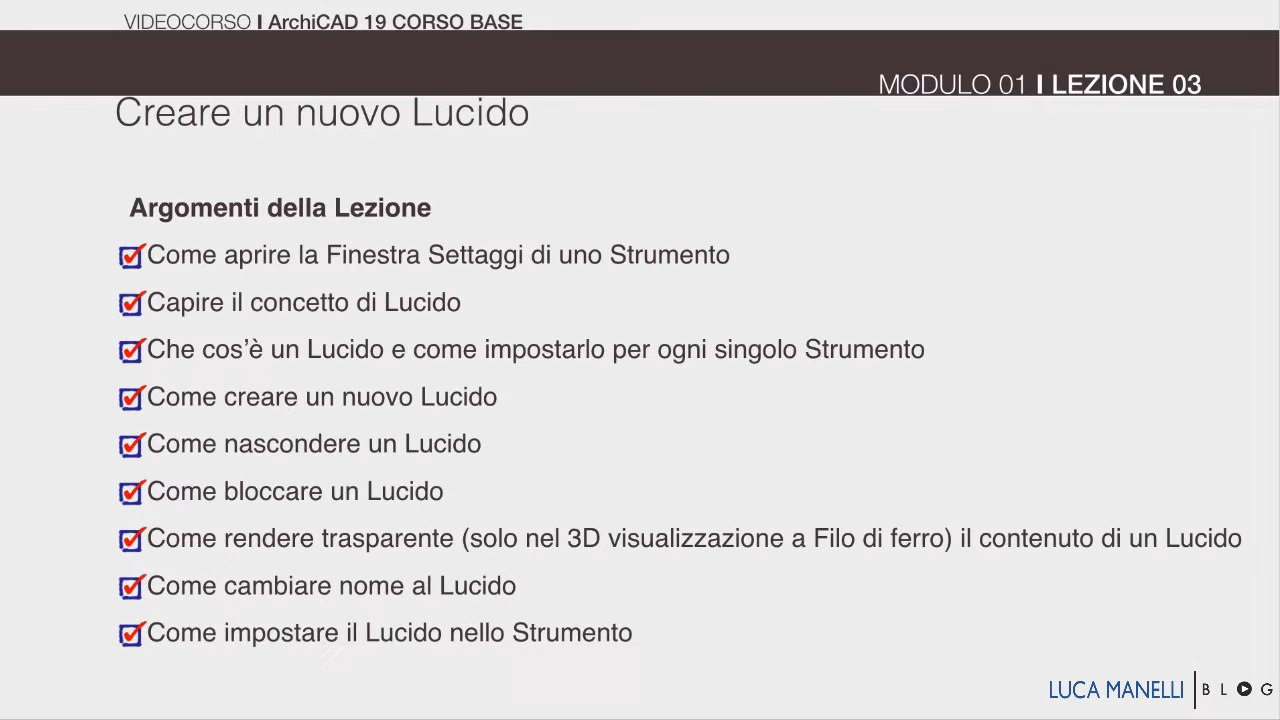 VIDEOCORSO I ArchiCAD 19 CORSO BASE
MODULO 01 I LEZIONE 03
Creare un nuovo Lucido
Argomenti della Lezione
Come aprire la Finestra Settaggi di uno Strumento
Capire il concetto di Lucido
Che cos’è un Lucido e come impostarlo per ogni singolo Strumento
Come creare un nuovo Lucido
Come nascondere un Lucido
Come bloccare un Lucido
Come rendere trasparente (solo nel 3D visualizzazione a Filo di ferro) il contenuto di un Lucido
Come cambiare nome al Lucido
Come impostare il Lucido nello Strumento
LUCA MANELLI BLOG